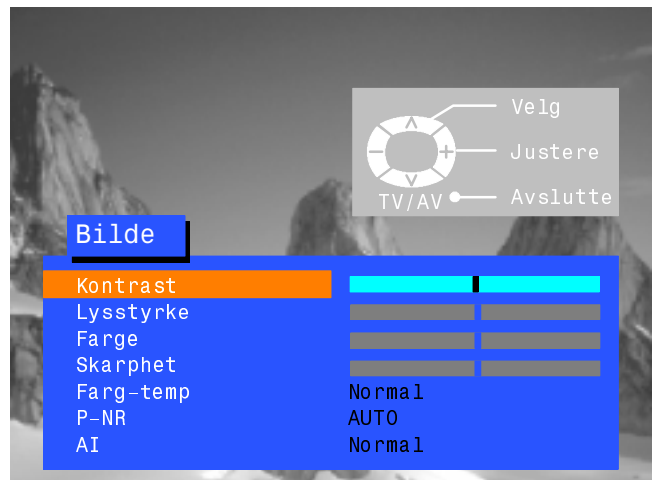 Velg
Justere
TV/AV
Avslutte
Bilde
Kontrast
Lysstyrke
Farge
Skarphet
Farg-temp Normal
P-NR AUTO
AI Normal